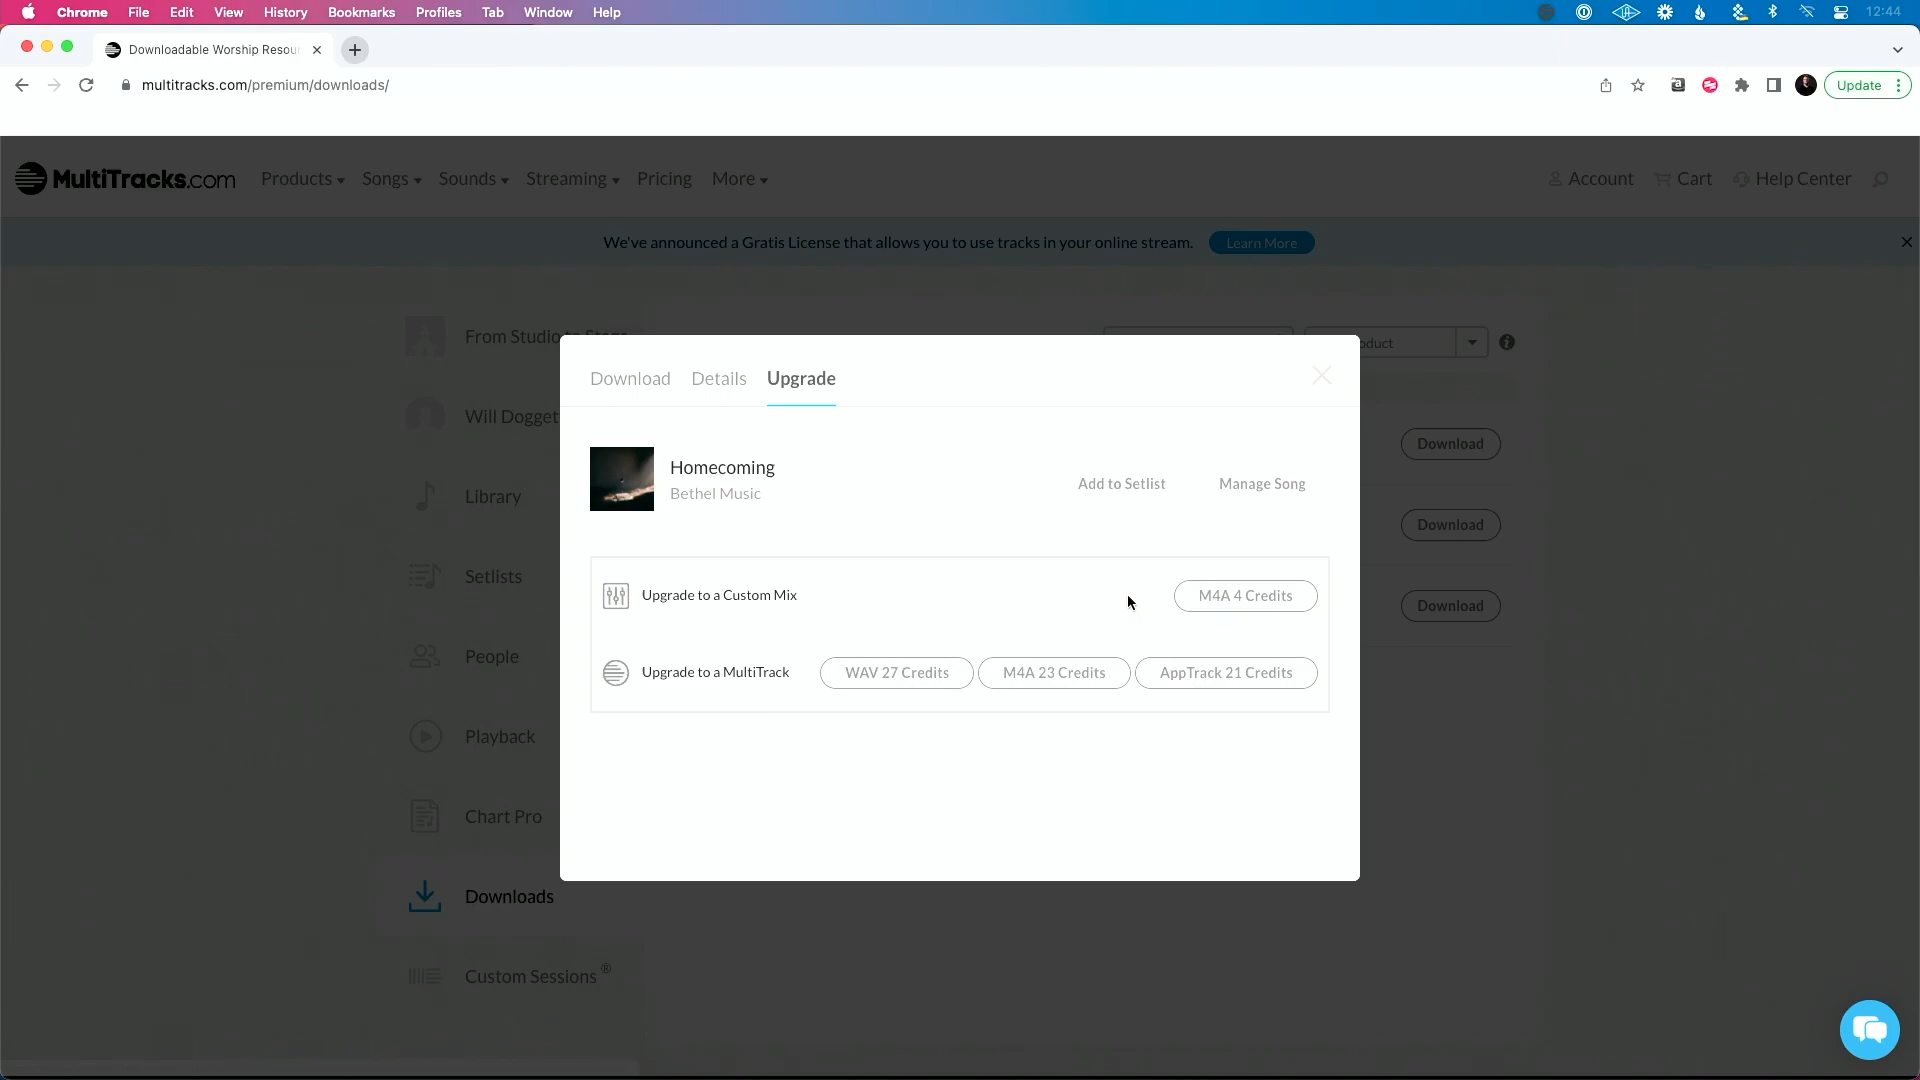 Chrome File Edit View History Bookmarks Profiles Tab Window Help 12:44
Downloadable Worship Resou
multitracks.com/premium/downloads/ Update
MultiTracks.com Products Songs Sounds Streaming Pricing More Account Cart Help Center
We've announced a Gratis License that allows you to use tracks in your online stream. Learn More
From Studio to Stage
oduct
Download Details Upgrade
Will Dogget
Download
Homecoming
Bethel Music
Add to Setlist Manage Song
Library
Download
Setlists
Upgrade to a Custom Mix M4A 4 Credits
Download
People
Upgrade to a MultiTrack WAV 27 Credits M4A 23 Credits AppTrack 21 Credits
Playback
Chart Pro
Downloads
Custom Sessions ®